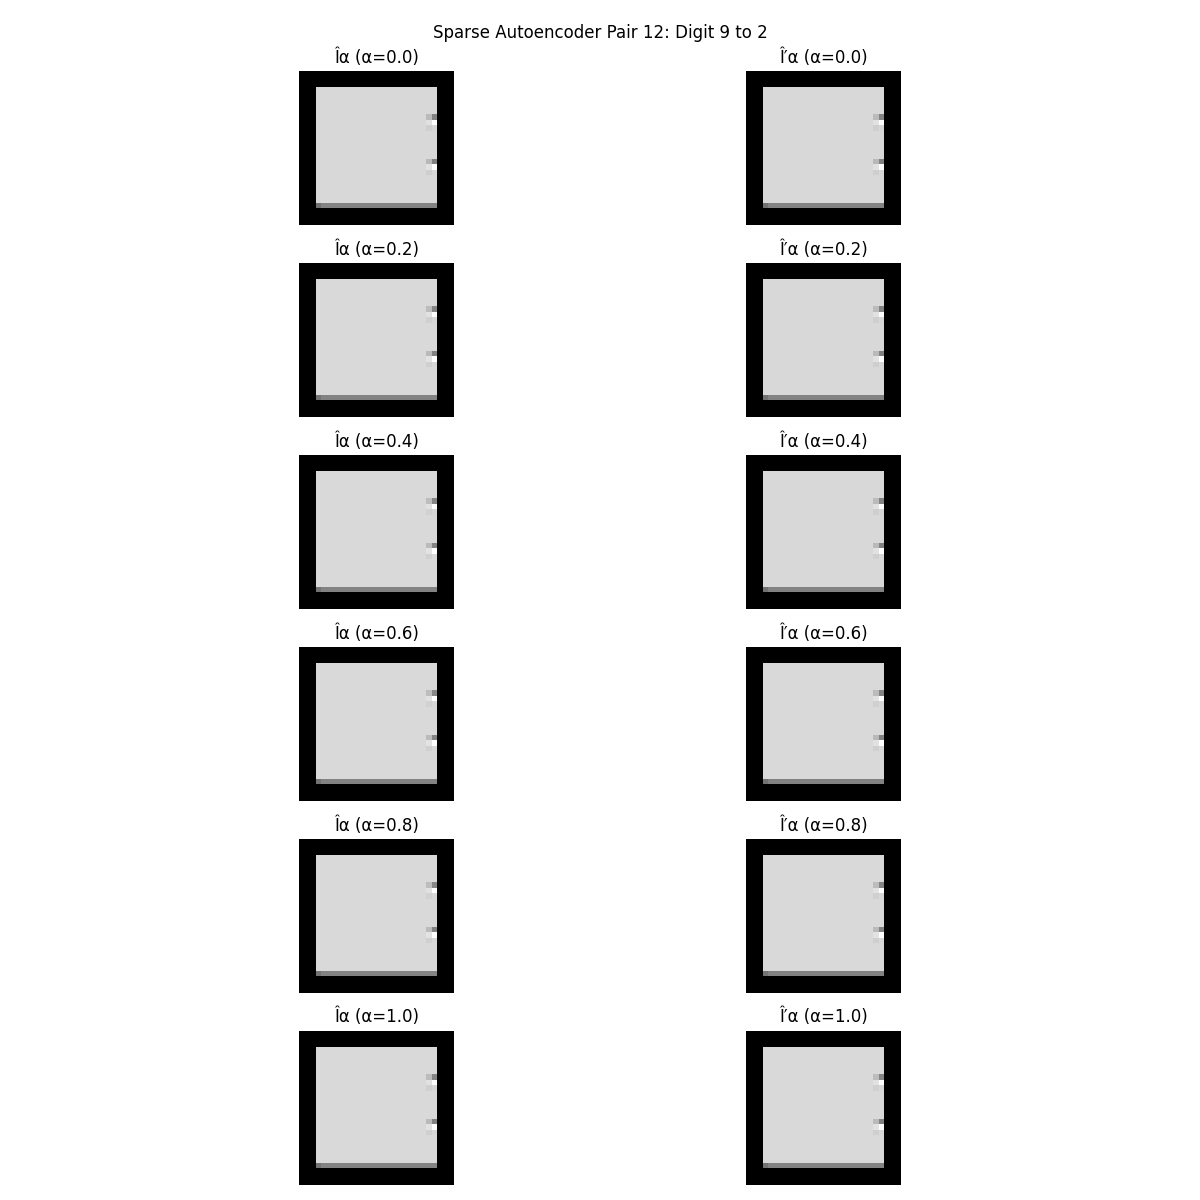 Sparse Autoencoder Pair 12: Digit 9 to 2
Îα (α=0.0) Î′α (α=0.0)
Îα (α=0.2) Î′α (α=0.2)
Îα (α=0.4) Î′α (α=0.4)
Îα (α=0.6) Î′α (α=0.6)
Îα (α=0.8) Î′α (α=0.8)
Îα (α=1.0) Î′α (α=1.0)